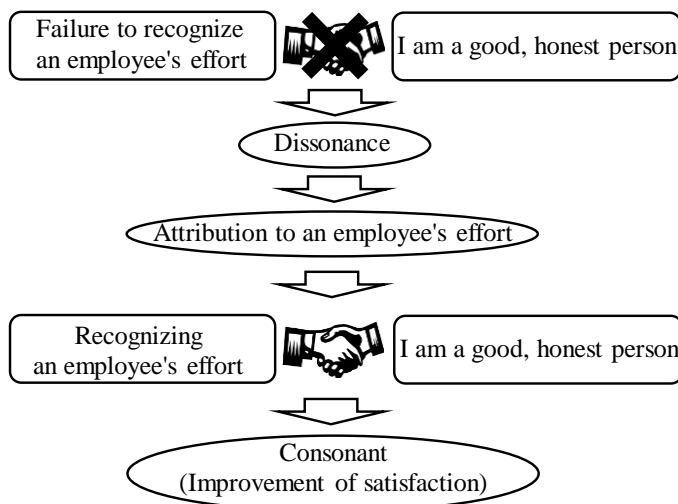 Failure to recognize
an employee's effort
I am a good, honest person
Dissonance
Attribution to an employee's effort
Recognizing
an employee's effort
I am a good, honest person
Consonant
(Improvement of satisfaction)